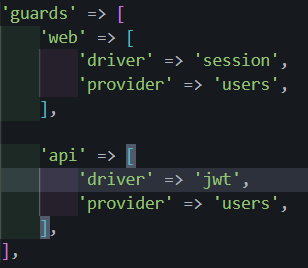 'guards' => [
'web' => [
'driver' => 'session',
'provider' => 'users',
],
'api' => [
'driver' => 'jwt',
'provider' => 'users',
],
],